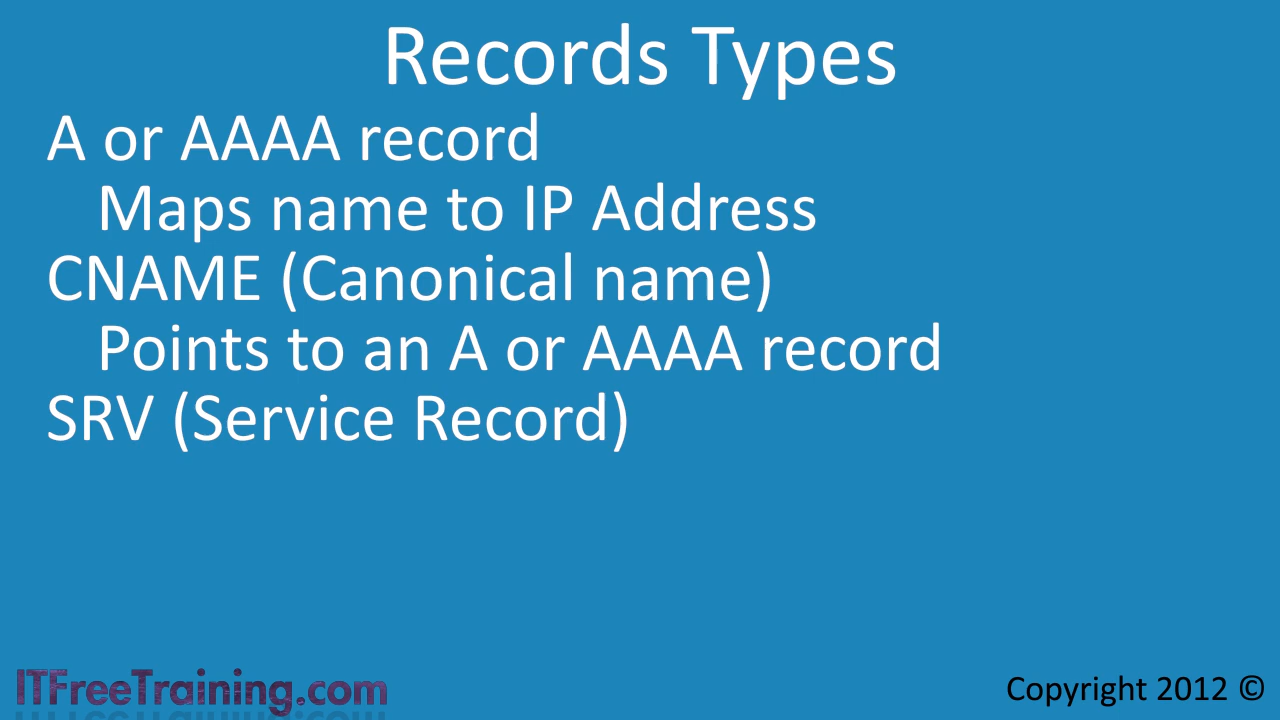 Records Types
A or AAAA record
Maps name to IP Address
CNAME (Canonical name)
Points to an A or AAAA record
SRV (Service Record)
ITFreeTraining.com
Copyright 2012 ©